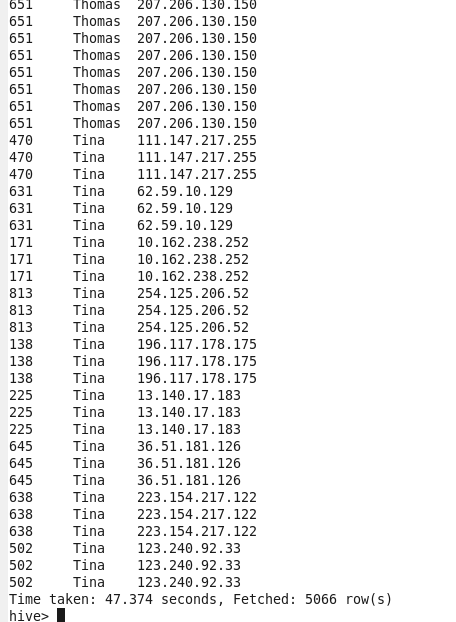 651     Thomas  207.206.130.150
651     Thomas  207.206.130.150
651     Thomas  207.206.130.150
651     Thomas  207.206.130.150
651     Thomas  207.206.130.150
651     Thomas  207.206.130.150
651     Thomas  207.206.130.150
651     Thomas  207.206.130.150
470     Tina    111.147.217.255
470     Tina    111.147.217.255
470     Tina    111.147.217.255
631     Tina    62.59.10.129
631     Tina    62.59.10.129
631     Tina    62.59.10.129
171     Tina    10.162.238.252
171     Tina    10.162.238.252
171     Tina    10.162.238.252
813     Tina    254.125.206.52
813     Tina    254.125.206.52
813     Tina    254.125.206.52
138     Tina    196.117.178.175
138     Tina    196.117.178.175
138     Tina    196.117.178.175
225     Tina    13.140.17.183
225     Tina    13.140.17.183
225     Tina    13.140.17.183
645     Tina    36.51.181.126
645     Tina    36.51.181.126
645     Tina    36.51.181.126
638     Tina    223.154.217.122
638     Tina    223.154.217.122
638     Tina    223.154.217.122
502     Tina    123.240.92.33
502     Tina    123.240.92.33
502     Tina    123.240.92.33
Time taken: 47.374 seconds, Fetched: 5066 row(s)
hive>